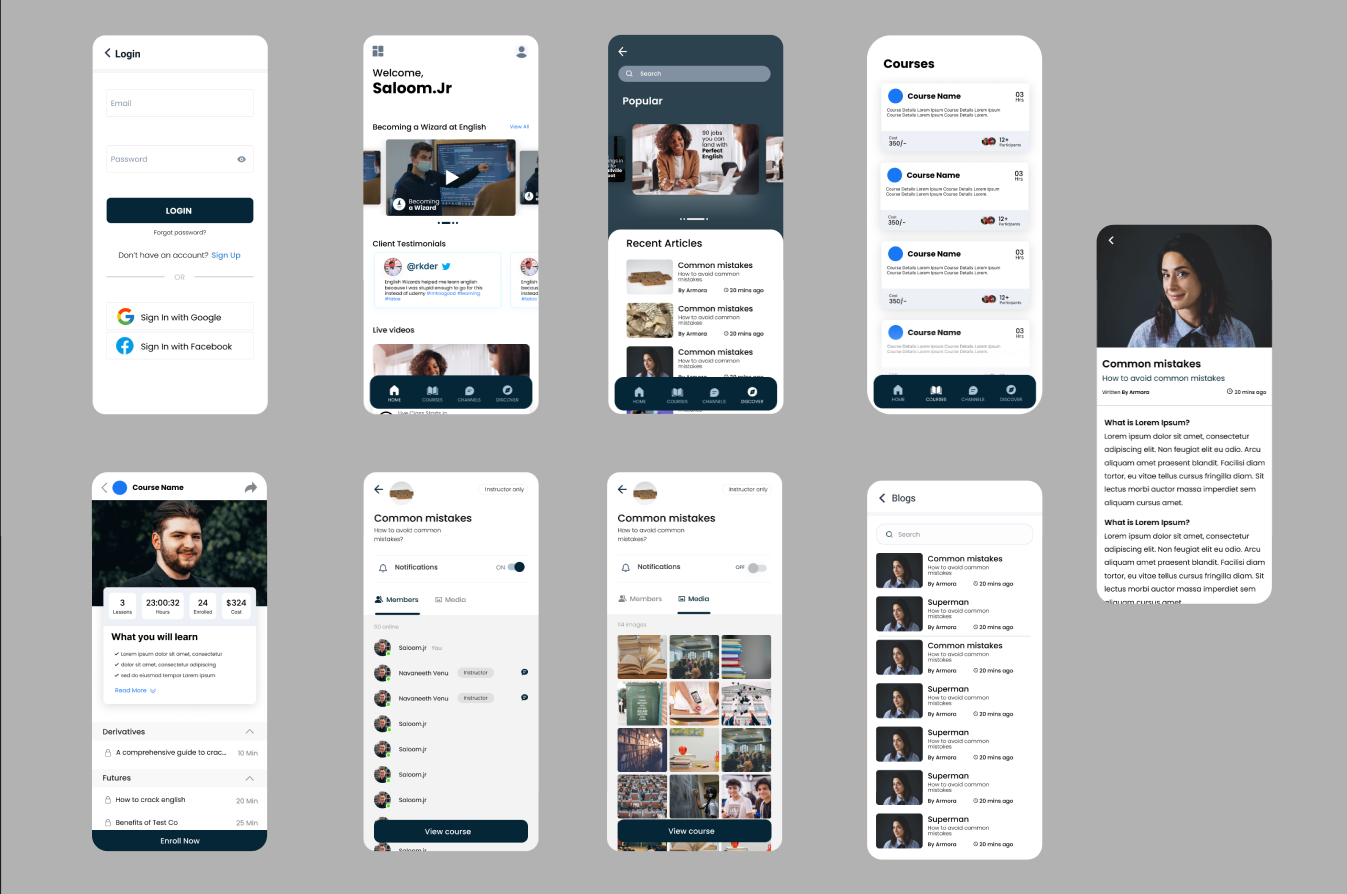 Login
Email
Password
LOGIN
Forgot password?
Don't have an account? Sign Up
OR
Sign In with Google
Sign In with Facebook
Welcome,
Saloom.Jr
Becoming a Wizard at English
View All
Becoming
a Wizard
Client Testimonials
@rkder
English Wizards helped me learn english
because I was stupid enough to go for this
instead of udemy #imtoogood #learning
#tatoo
English
becaus
instead
#tatoo
Live videos
HOME
COURSES
CHANNELS
DISCOVER
Live Class Starts in
Search
Popular
90 jobs
you can
land with
Perfect
English
Recent Articles
Common mistakes
How to avoid common
mistakes
By Armora
20 mins ago
Common mistakes
How to avoid common
mistakes
By Armora
20 mins ago
Common mistakes
How to avoid common
mistakes
HOME
COURSES
CHANNELS
DISCOVER
Courses
Course Name
03
Hrs
Course Details Lorem Ipsum Course Details Lorem Ipsum
Course Details Lorem Ipsum Course Details Lorem.
Cost
350/-
12+
Participants
Course Name
03
Hrs
Course Details Lorem Ipsum Course Details Lorem Ipsum
Course Details Lorem Ipsum Course Details Lorem.
Cost
350/-
12+
Participants
Course Name
03
Hrs
Course Details Lorem Ipsum Course Details Lorem Ipsum
Course Details Lorem Ipsum Course Details Lorem.
Cost
350/-
12+
Participants
Course Name
03
Hrs
Course Details Lorem Ipsum Course Details Lorem Ipsum
Course Details Lorem Ipsum Course Details Lorem.
HOME
COURSES
CHANNELS
DISCOVER
Common mistakes
How to avoid common mistakes
Written By Armora
20 mins ago
What is Lorem Ipsum?
Lorem ipsum dolor sit amet, consectetur
adipiscing elit. Non feugiat elit eu odio. Arcu
aliquam amet praesent blandit. Facilisi diam
tortor, eu vitae tellus cursus fringilla diam. Sit
lectus morbi auctor massa imperdiet sem
aliquam cursus amet.
What is Lorem Ipsum?
Lorem ipsum dolor sit amet, consectetur
adipiscing elit. Non feugiat elit eu odio. Arcu
aliquam amet praesent blandit. Facilisi diam
tortor, eu vitae tellus cursus fringilla diam. Sit
lectus morbi auctor massa imperdiet sem
aliquam cursus amet.
Course Name
3
Lessons
23:00:32
Hours
24
Enrolled
$324
Cost
What you will learn
Lorem ipsum dolor sit amet, consectetur
dolor sit amet, consectetur adipiscing
sed do eiusmod tempor Lorem ipsum
Read More
Derivatives
A comprehensive guide to crac...
10 Min
Futures
How to crack english
20 Min
Benefits of Test Co
25 Min
Enroll Now
Instructor only
Common mistakes
How to avoid common
mistakes?
Notifications
ON
Members
Media
50 online
Saloom.jr You
Navaneeth Venu
Instructor
Navaneeth Venu
Instructor
Saloom.jr
Saloom.jr
Saloom.jr
Saloom.jr
View course
Saloom.jr
Instructor only
Common mistakes
How to avoid common
mistakes?
Notifications
OFF
Members
Media
114 images
View course
Blogs
Search
Common mistakes
How to avoid common
mistakes
By Armora
20 mins ago
Superman
How to avoid common
mistakes
By Armora
20 mins ago
Common mistakes
How to avoid common
mistakes
By Armora
20 mins ago
Superman
How to avoid common
mistakes
By Armora
20 mins ago
Superman
How to avoid common
mistakes
By Armora
20 mins ago
Superman
How to avoid common
mistakes
By Armora
20 mins ago
Superman
How to avoid common
mistakes
By Armora
20 mins ago